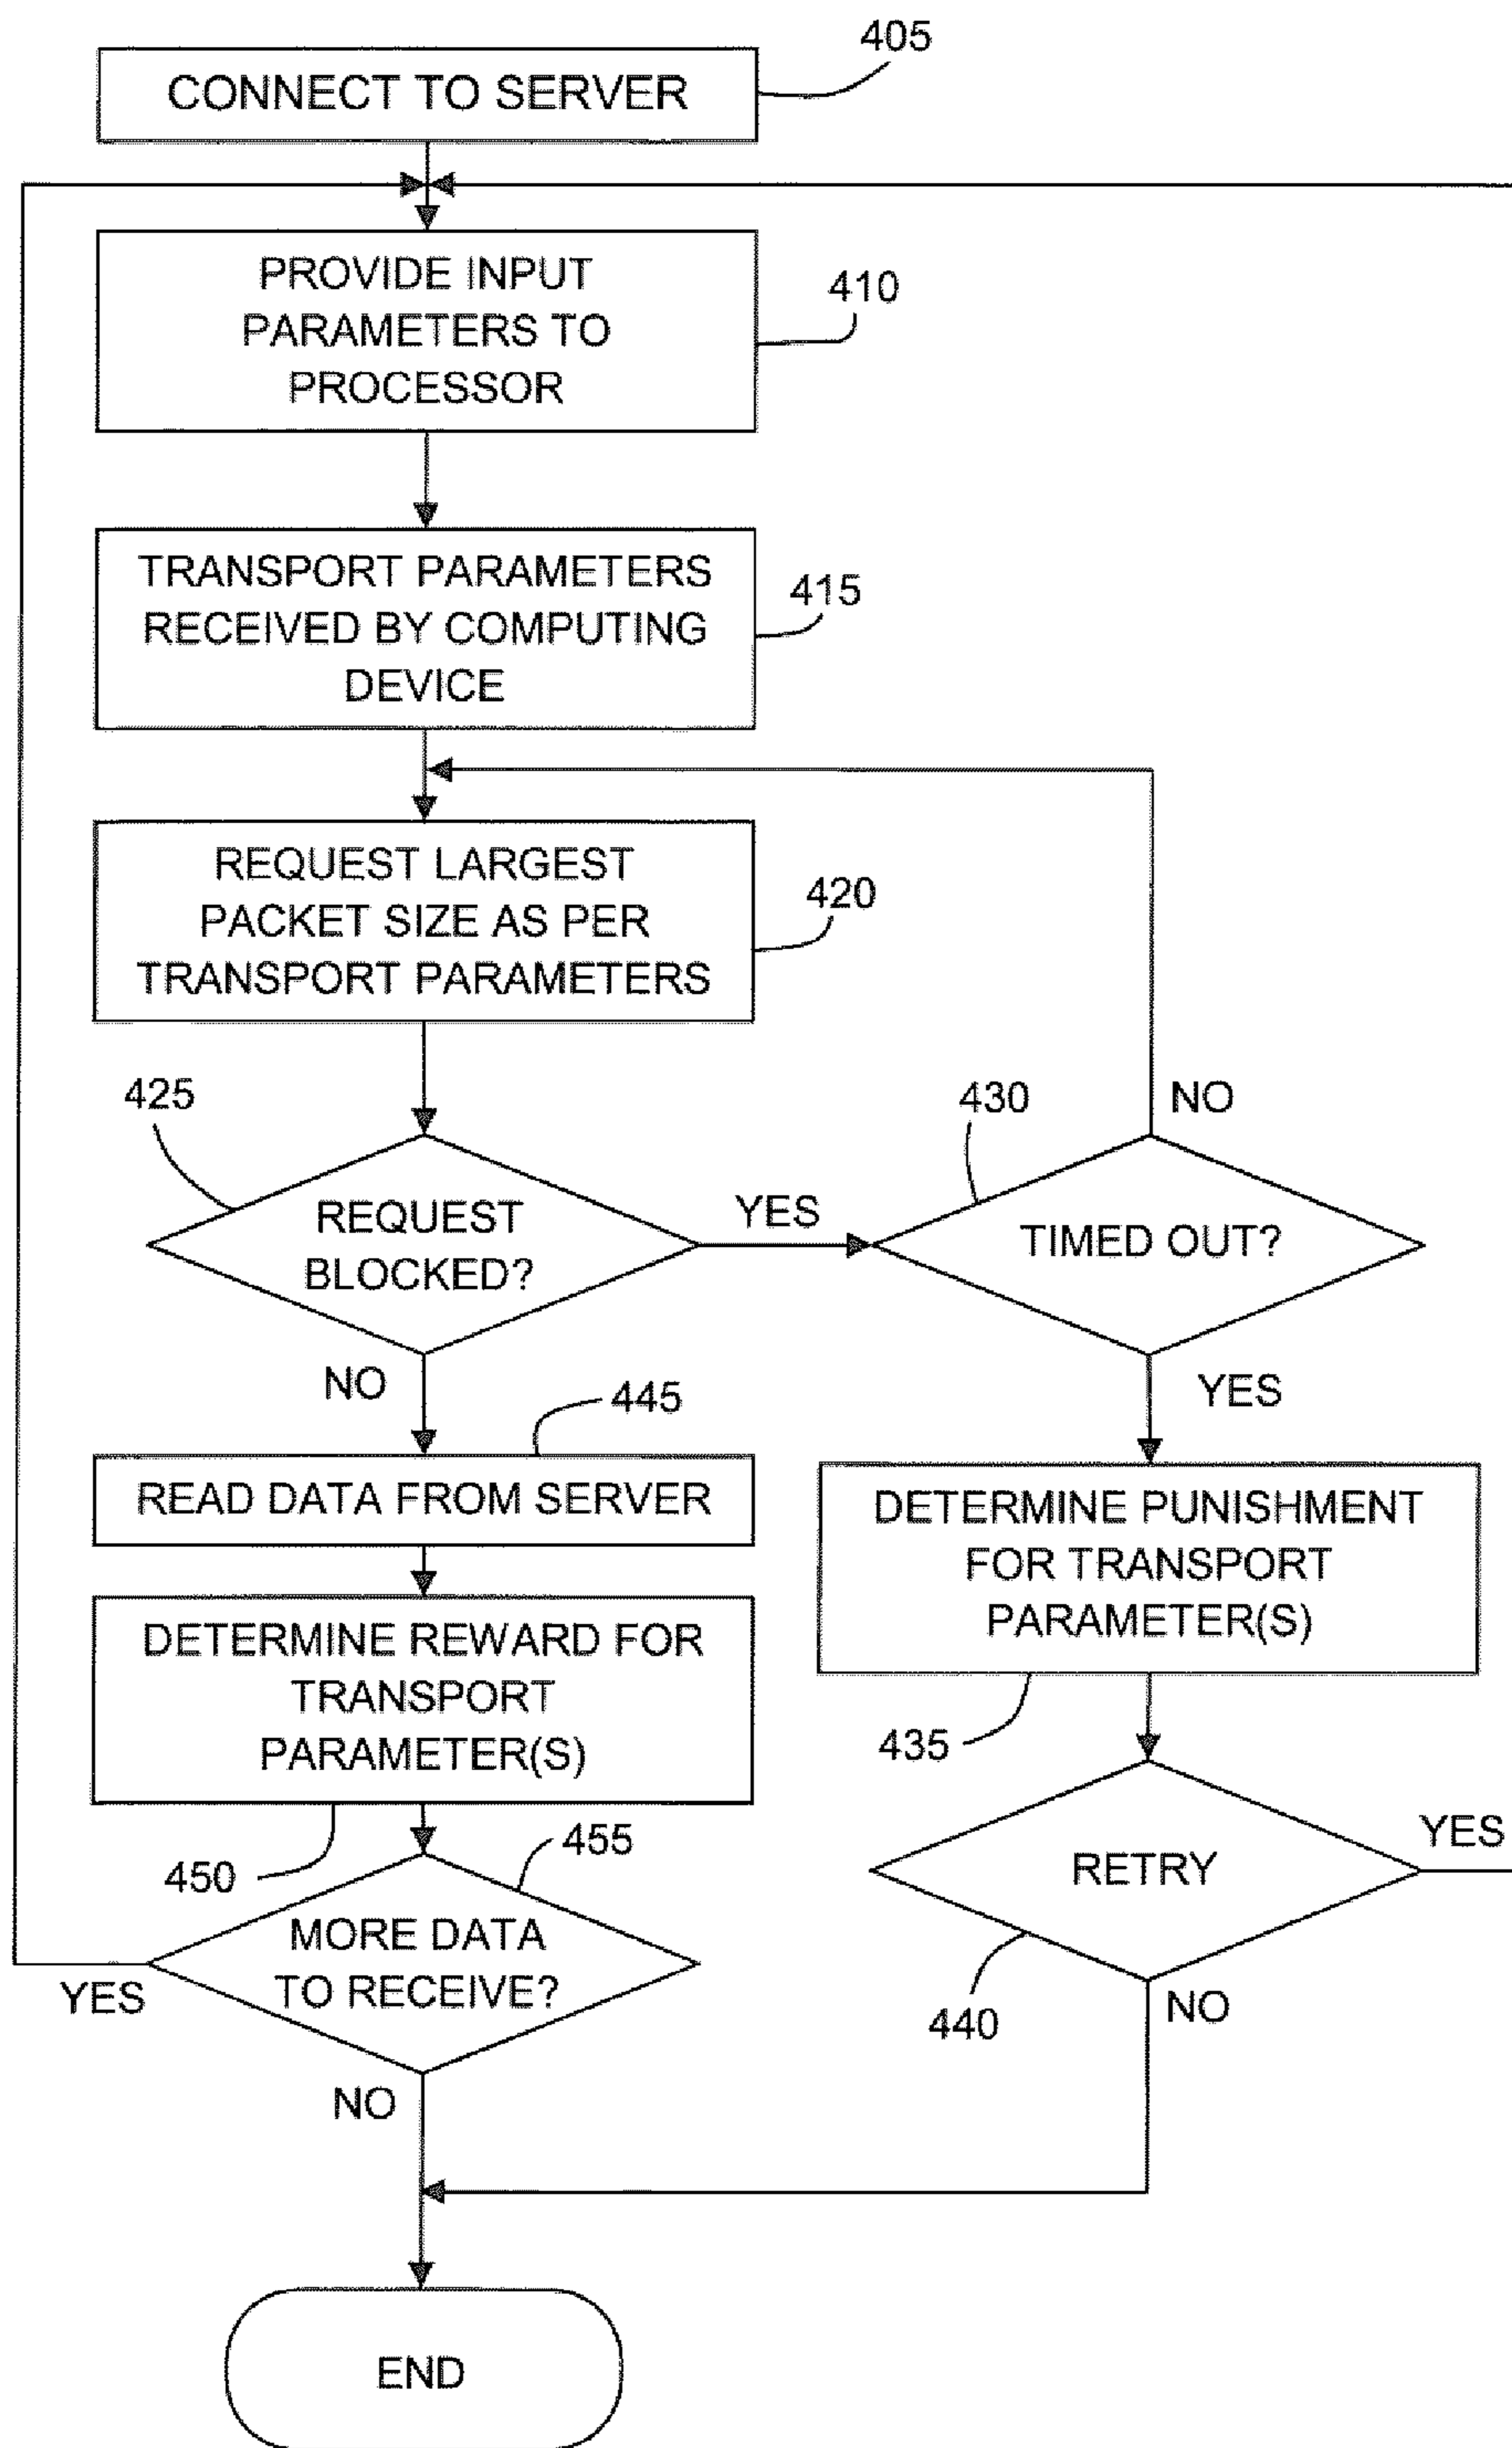 405
CONNECT TO SERVER
PROVIDE INPUT
PARAMETERS TO
PROCESSOR
410
TRANSPORT PARAMETERS
RECEIVED BY COMPUTING
DEVICE
415
REQUEST LARGEST
PACKET SIZE AS PER
TRANSPORT PARAMETERS
420
425
REQUEST
BLOCKED?
YES
430
NO
TIMED OUT?
NO
YES
445
READ DATA FROM SERVER
DETERMINE PUNISHMENT
FOR TRANSPORT
PARAMETER(S)
435
DETERMINE REWARD FOR
TRANSPORT
PARAMETER(S)
450
455
RETRY
YES
440
NO
MORE DATA
TO RECEIVE?
YES
NO
END